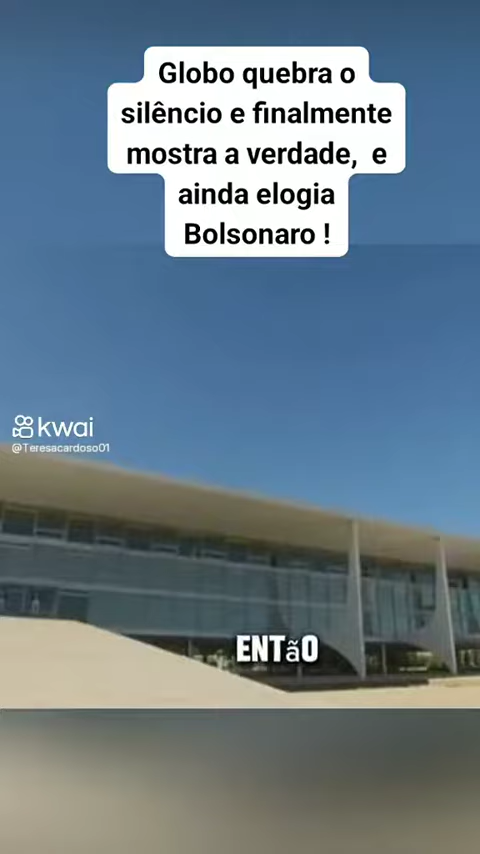 Globo quebra o
silêncio e finalmente
mostra a verdade, e
ainda elogia
Bolsonaro !
kwai
@Teresacardoso01
ENTãO